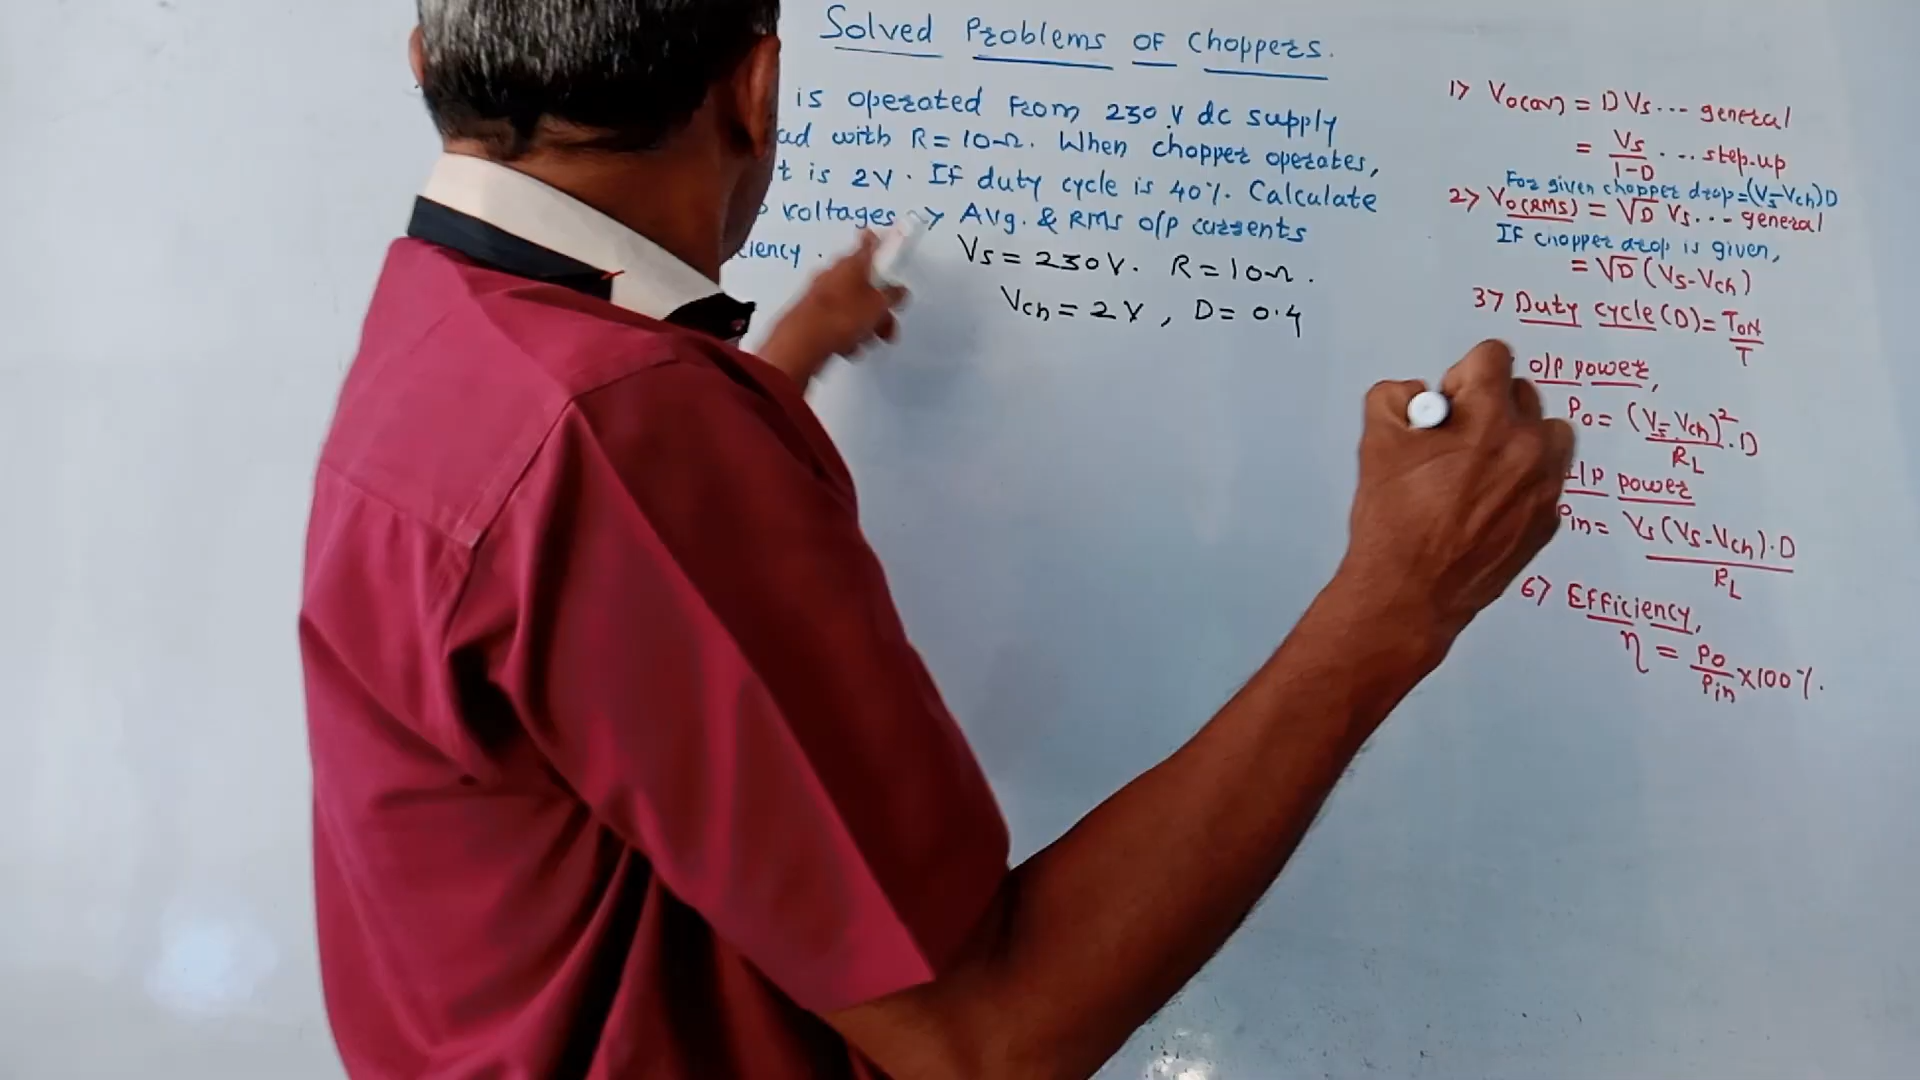 Solved Problems OF Choppers.
is operated From 230 V dc supply
ad with R = 10Ω. When chopper operates,
t is 2V. IF duty cycle is 40%. Calculate
voltages > Avg. & RMS o/p currents
ciency.
Vs = 230V. R = 10Ω.
Vch = 2V, D = 0.4
1> Vo(av) = D Vs ... general
= Vs/1-D ... step-up
For given chopper drop = (Vs-Vch)D
2> Vo(RMS) = √D Vs ... general
IF chopper drop is given,
= √D (Vs-Vch)
3> Duty cycle (D) = TON/T
o/p power,
Po = (Vs-Vch)²/RL . D
I/p power
Pin = Vs(Vs-Vch).D/RL
6> Efficiency,
η = Po/Pin x100%.